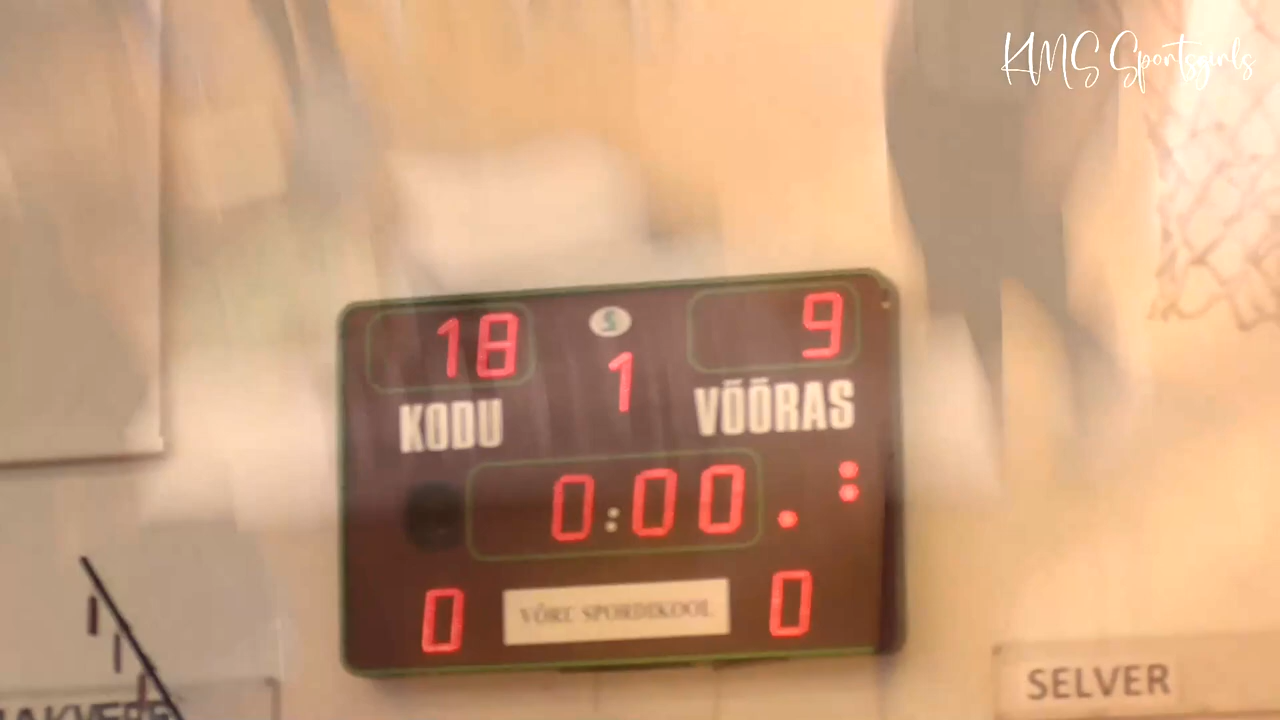 KMS Sportsgirls
18 9
1
KODU VÕÕRAS
0:00.
0 0
VÕRU SPORDIKOOL
SELVER